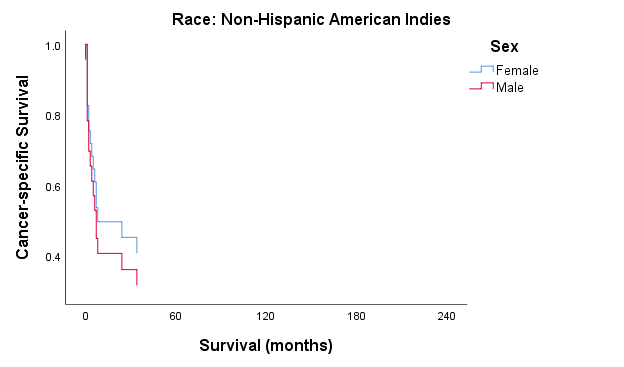 Race: Non-Hispanic American Indies
Sex
Female
Male
Cancer-specific Survival
1.0
0.8
0.6
0.4
0
60
120
180
240
Survival (months)